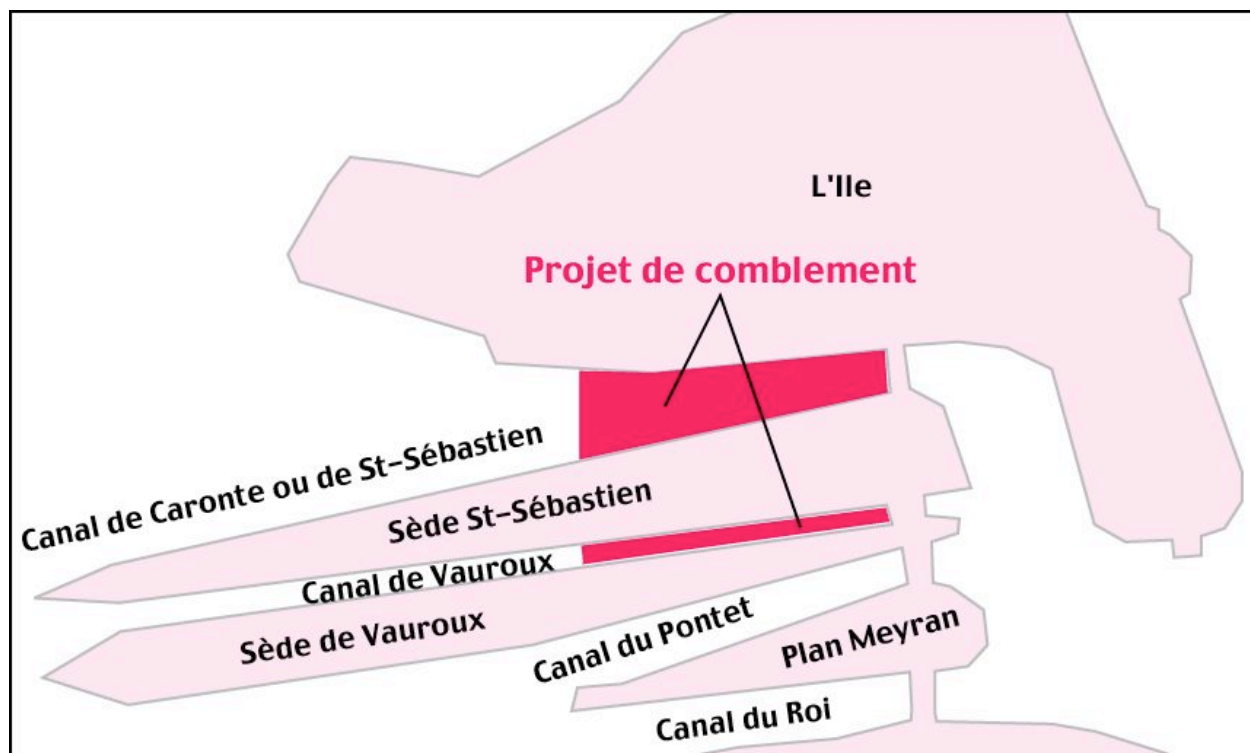 L'Ile
Projet de comblement
Canal de Caronte ou de St-Sébastien
Sède St-Sébastien
Canal de Vauroux
Sède de Vauroux
Canal du Pontet
Plan Meyran
Canal du Roi